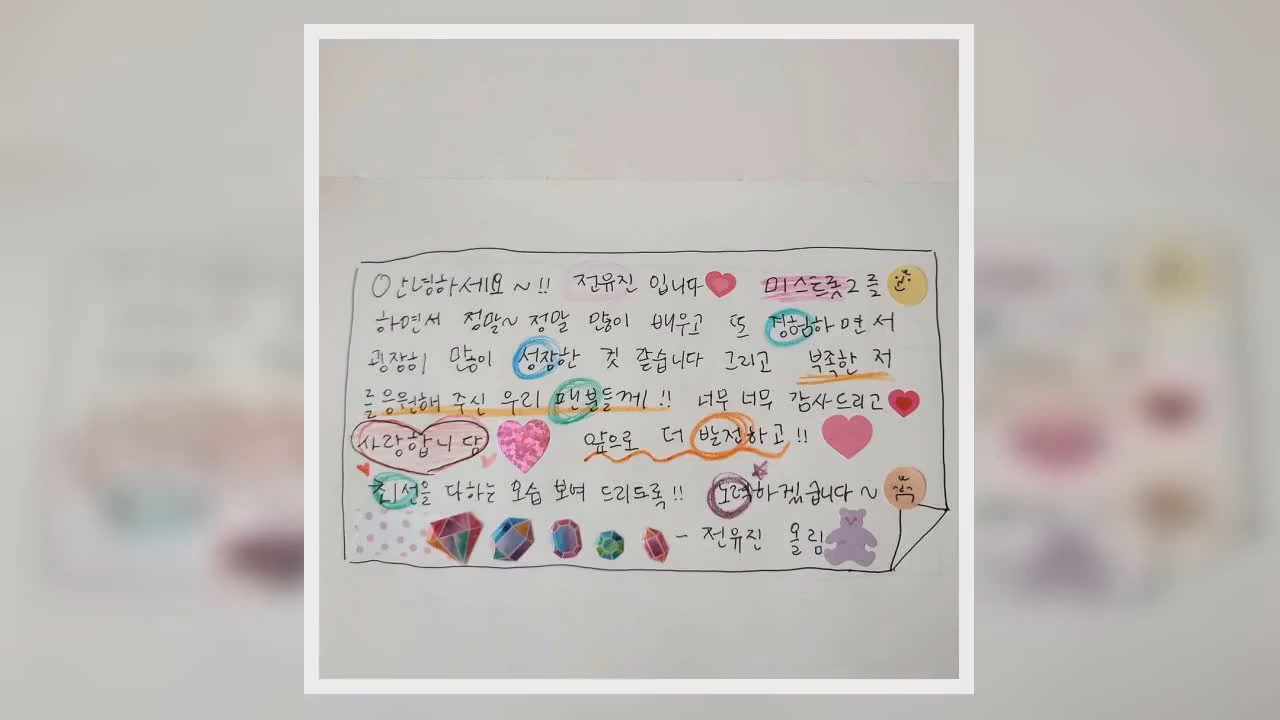 안녕하세요~!! 전유진 입니다 미스트롯2를
하면서 정말~ 정말 많이 배우고 또 경험하면서
굉장히 많이 성장한 것 같습니다 그리고 부족한 저
를 응원해 주신 우리 팬분들께!! 너무 너무 감사드리고
사랑합니담 앞으로 더 발전하고!!
최선을 다하는 모습 보여 드리도록!! 노력하겠습니다~
- 전유진 올림